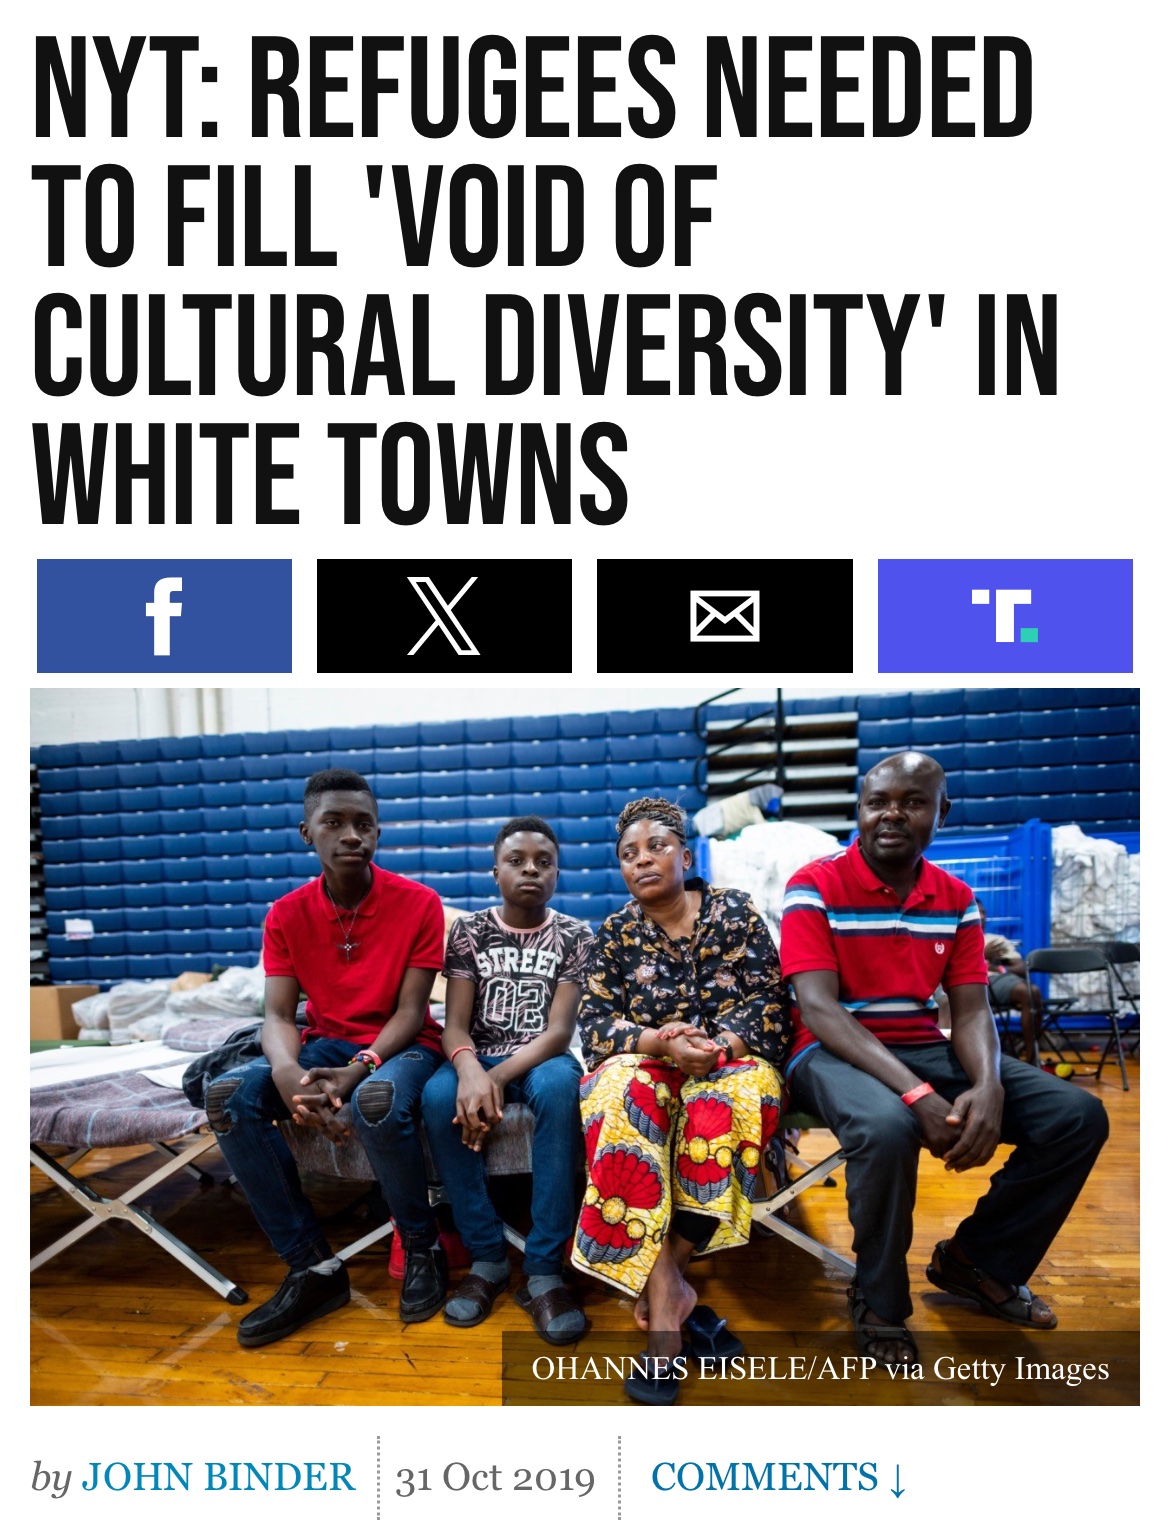 NYT: REFUGEES NEEDED
TO FILL 'VOID OF
CULTURAL DIVERSITY' IN
WHITE TOWNS
f
X
T.
STREET
02
OHANNES EISELE/AFP via Getty Images
by JOHN BINDER 31 Oct 2019 COMMENTS ↓